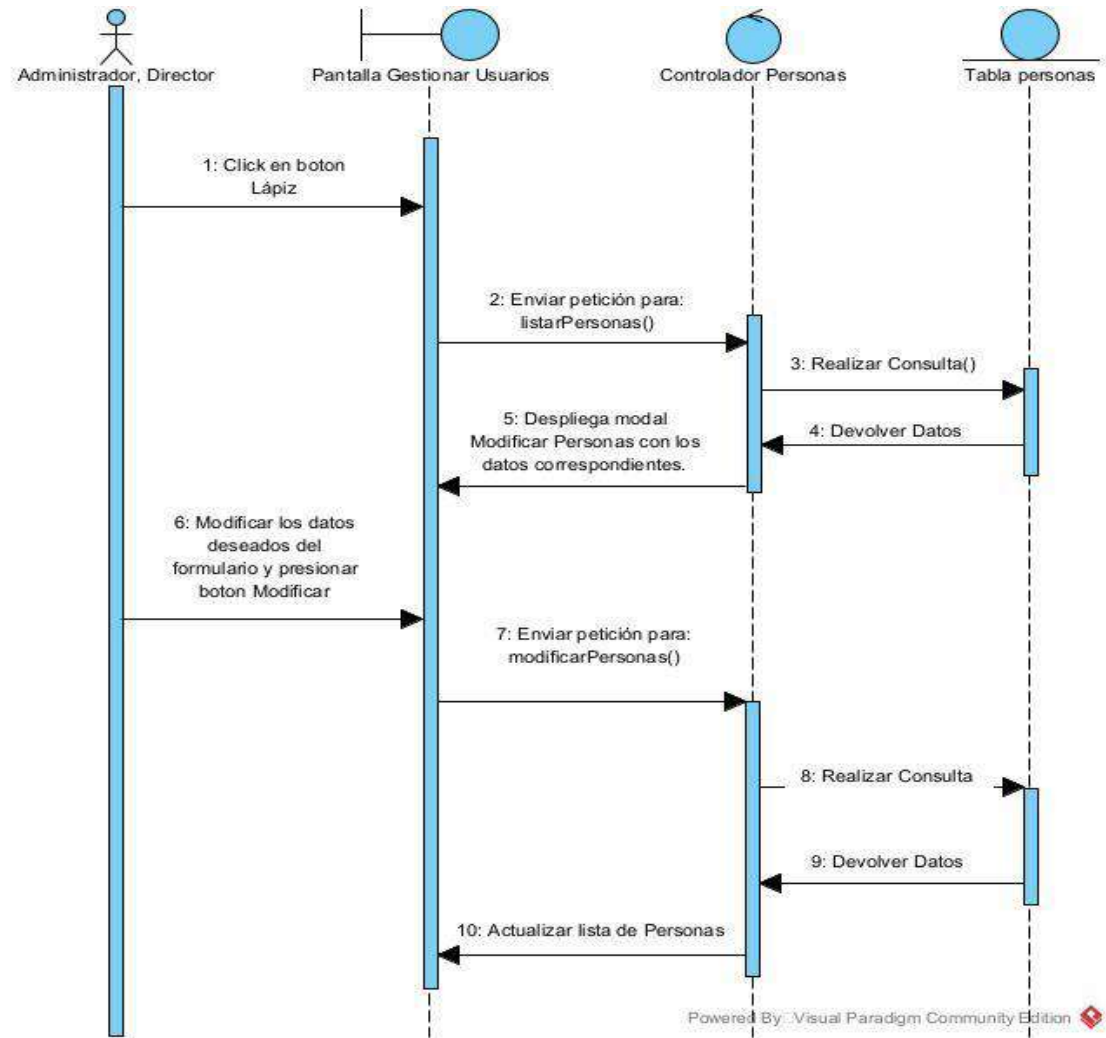 Administrador, Director
Pantalla Gestionar Usuarios
Controlador Personas
Tabla personas
1: Click en boton
Lápiz
2: Enviar petición para:
listarPersonas()
3: Realizar Consulta()
4: Devolver Datos
5: Despliega modal
Modificar Personas con los
datos correspondientes.
6: Modificar los datos
deseados del
formulario y presionar
boton Modificar
7: Enviar petición para:
modificarPersonas()
8: Realizar Consulta
9: Devolver Datos
10: Actualizar lista de Personas
Powered By Visual Paradigm Community Edition